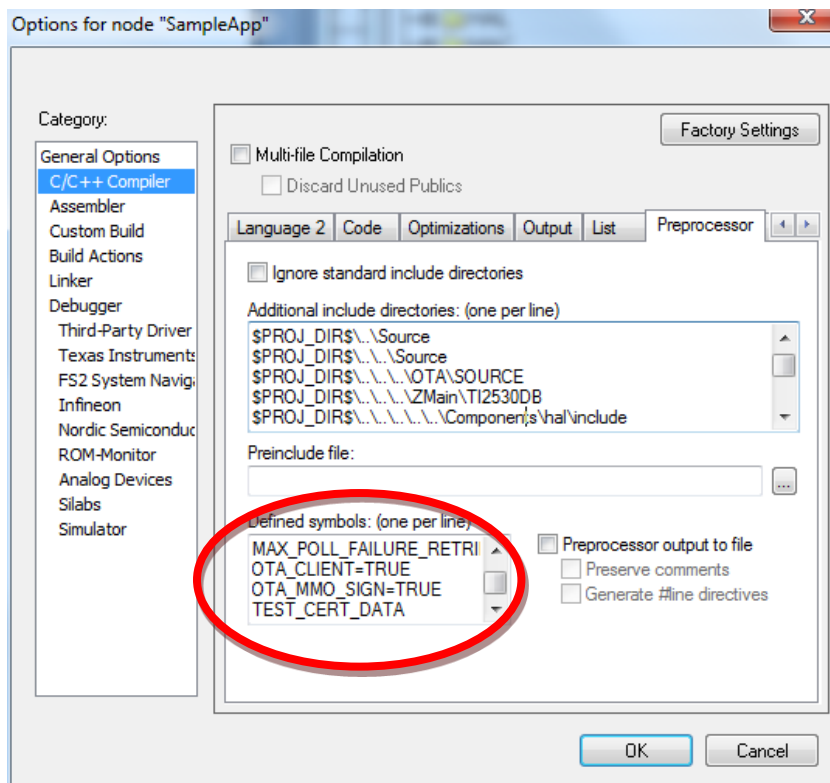 Options for node "SampleApp"
Category:
General Options
C/C++ Compiler
Assembler
Custom Build
Build Actions
Linker
Debugger
Third-Party Driver
Texas Instruments
FS2 System Navig
Infineon
Nordic Semiconduc
ROM-Monitor
Analog Devices
Silabs
Simulator
Factory Settings
Multi-file Compilation
Discard Unused Publics
Language 2 Code Optimizations Output List Preprocessor
Ignore standard include directories
Additional include directories: (one per line)
$PROJ_DIR$\..\Source
$PROJ_DIR$\..\..\Source
$PROJ_DIR$\..\..\..\OTA\SOURCE
$PROJ_DIR$\..\..\..\ZMain\TI2530DB
$PROJ_DIR$\..\..\..\..\..\..\Components\hal\include
Preinclude file:
...
Defined symbols: (one per line)
MAX_POLL_FAILURE_RETRI
OTA_CLIENT=TRUE
OTA_MMO_SIGN=TRUE
TEST_CERT_DATA
Preprocessor output to file
Preserve comments
Generate #line directives
OK Cancel